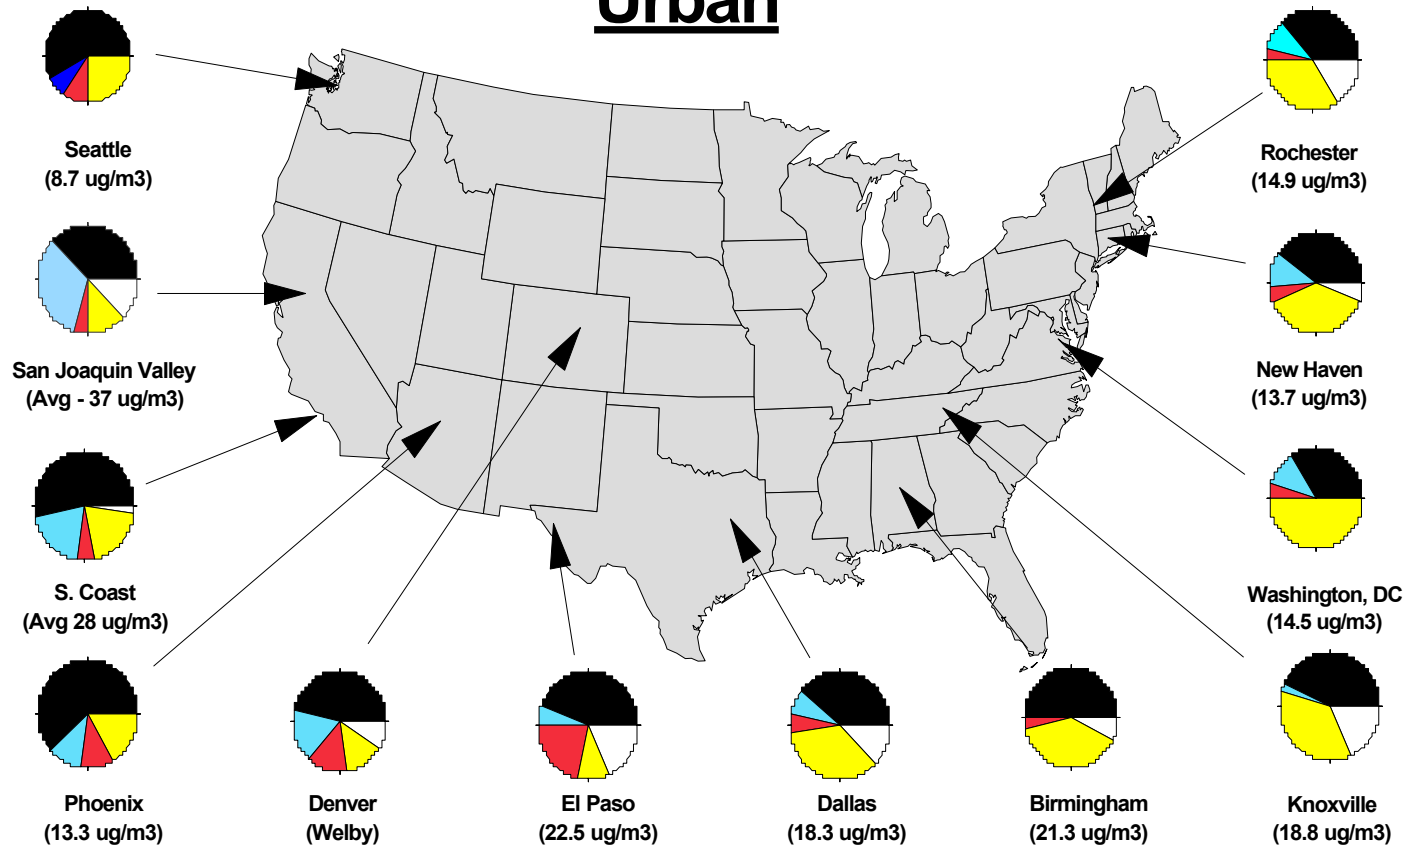 Urban
Seattle
(8.7 ug/m3)
Rochester
(14.9 ug/m3)
San Joaquin Valley
(Avg - 37 ug/m3)
New Haven
(13.7 ug/m3)
S. Coast
(Avg 28 ug/m3)
Washington, DC
(14.5 ug/m3)
Phoenix
(13.3 ug/m3)
Denver
(Welby)
El Paso
(22.5 ug/m3)
Dallas
(18.3 ug/m3)
Birmingham
(21.3 ug/m3)
Knoxville
(18.8 ug/m3)